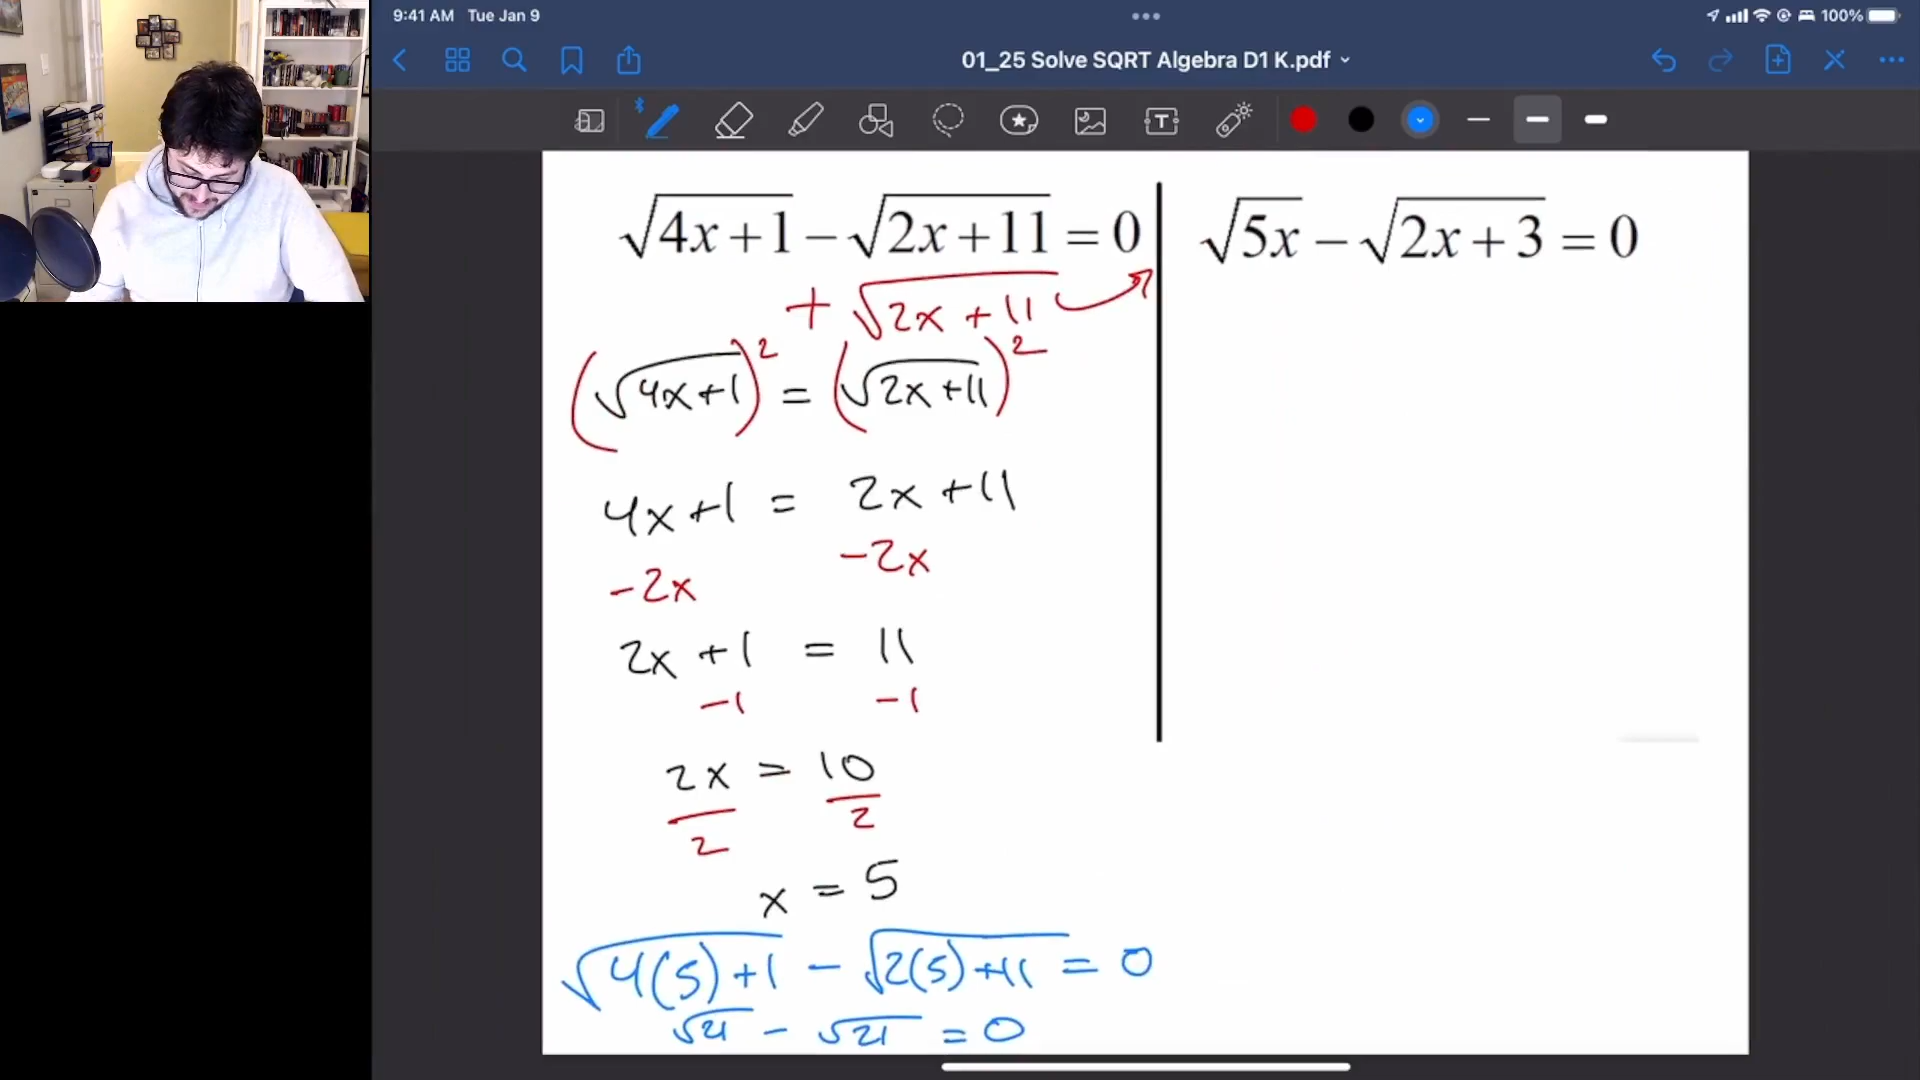 9:41 AM Tue Jan 9
100%
01_25 Solve SQRT Algebra D1 K.pdf
√(4x+1) − √(2x+11) = 0
+ √(2x+11)
(√(4x+1))² = (√(2x+11))²
4x+1 = 2x+11
-2x -2x
2x+1 = 11
-1 -1
2x = 10
2 2
x = 5
√(4(5)+1) - √(2(5)+11) = 0
√21 - √21 = 0
√(5x) − √(2x+3) = 0